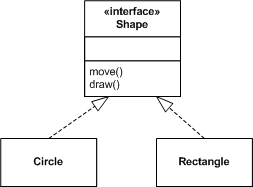 «interface»
Shape
move()
draw()
Circle
Rectangle